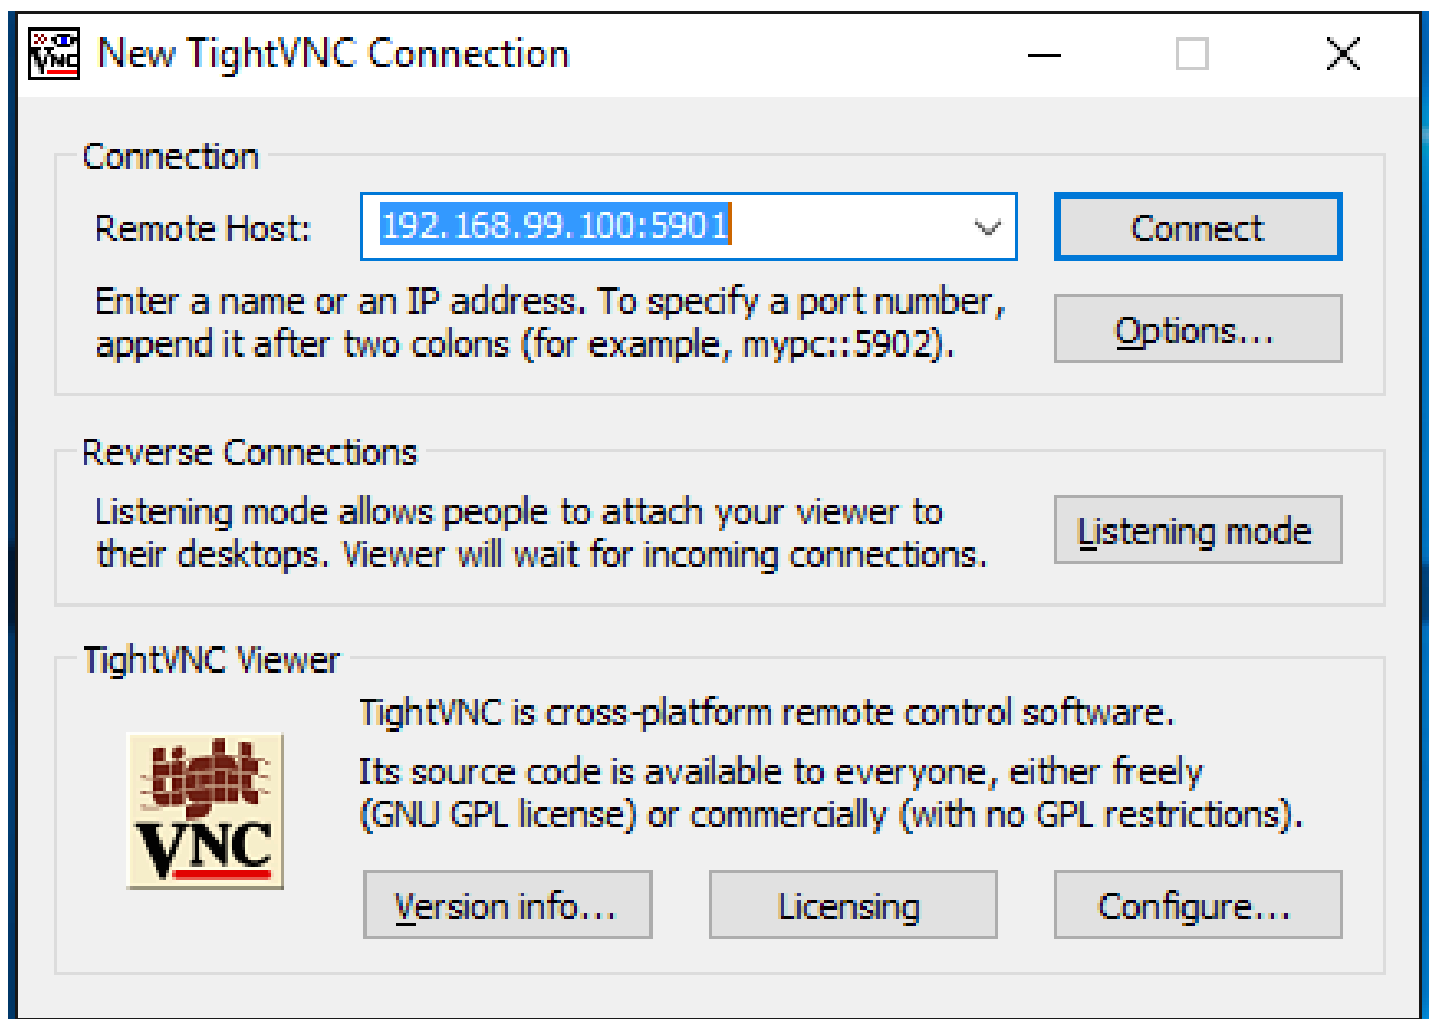 New TightVNC Connection
Connection
Remote Host:
192.168.99.100:5901
Connect
Enter a name or an IP address. To specify a port number,
append it after two colons (for example, mypc::5902).
Options...
Reverse Connections
Listening mode allows people to attach your viewer to
their desktops. Viewer will wait for incoming connections.
Listening mode
TightVNC Viewer
TightVNC is cross-platform remote control software.
Its source code is available to everyone, either freely
(GNU GPL license) or commercially (with no GPL restrictions).
tight
VNC
Version info...
Licensing
Configure...